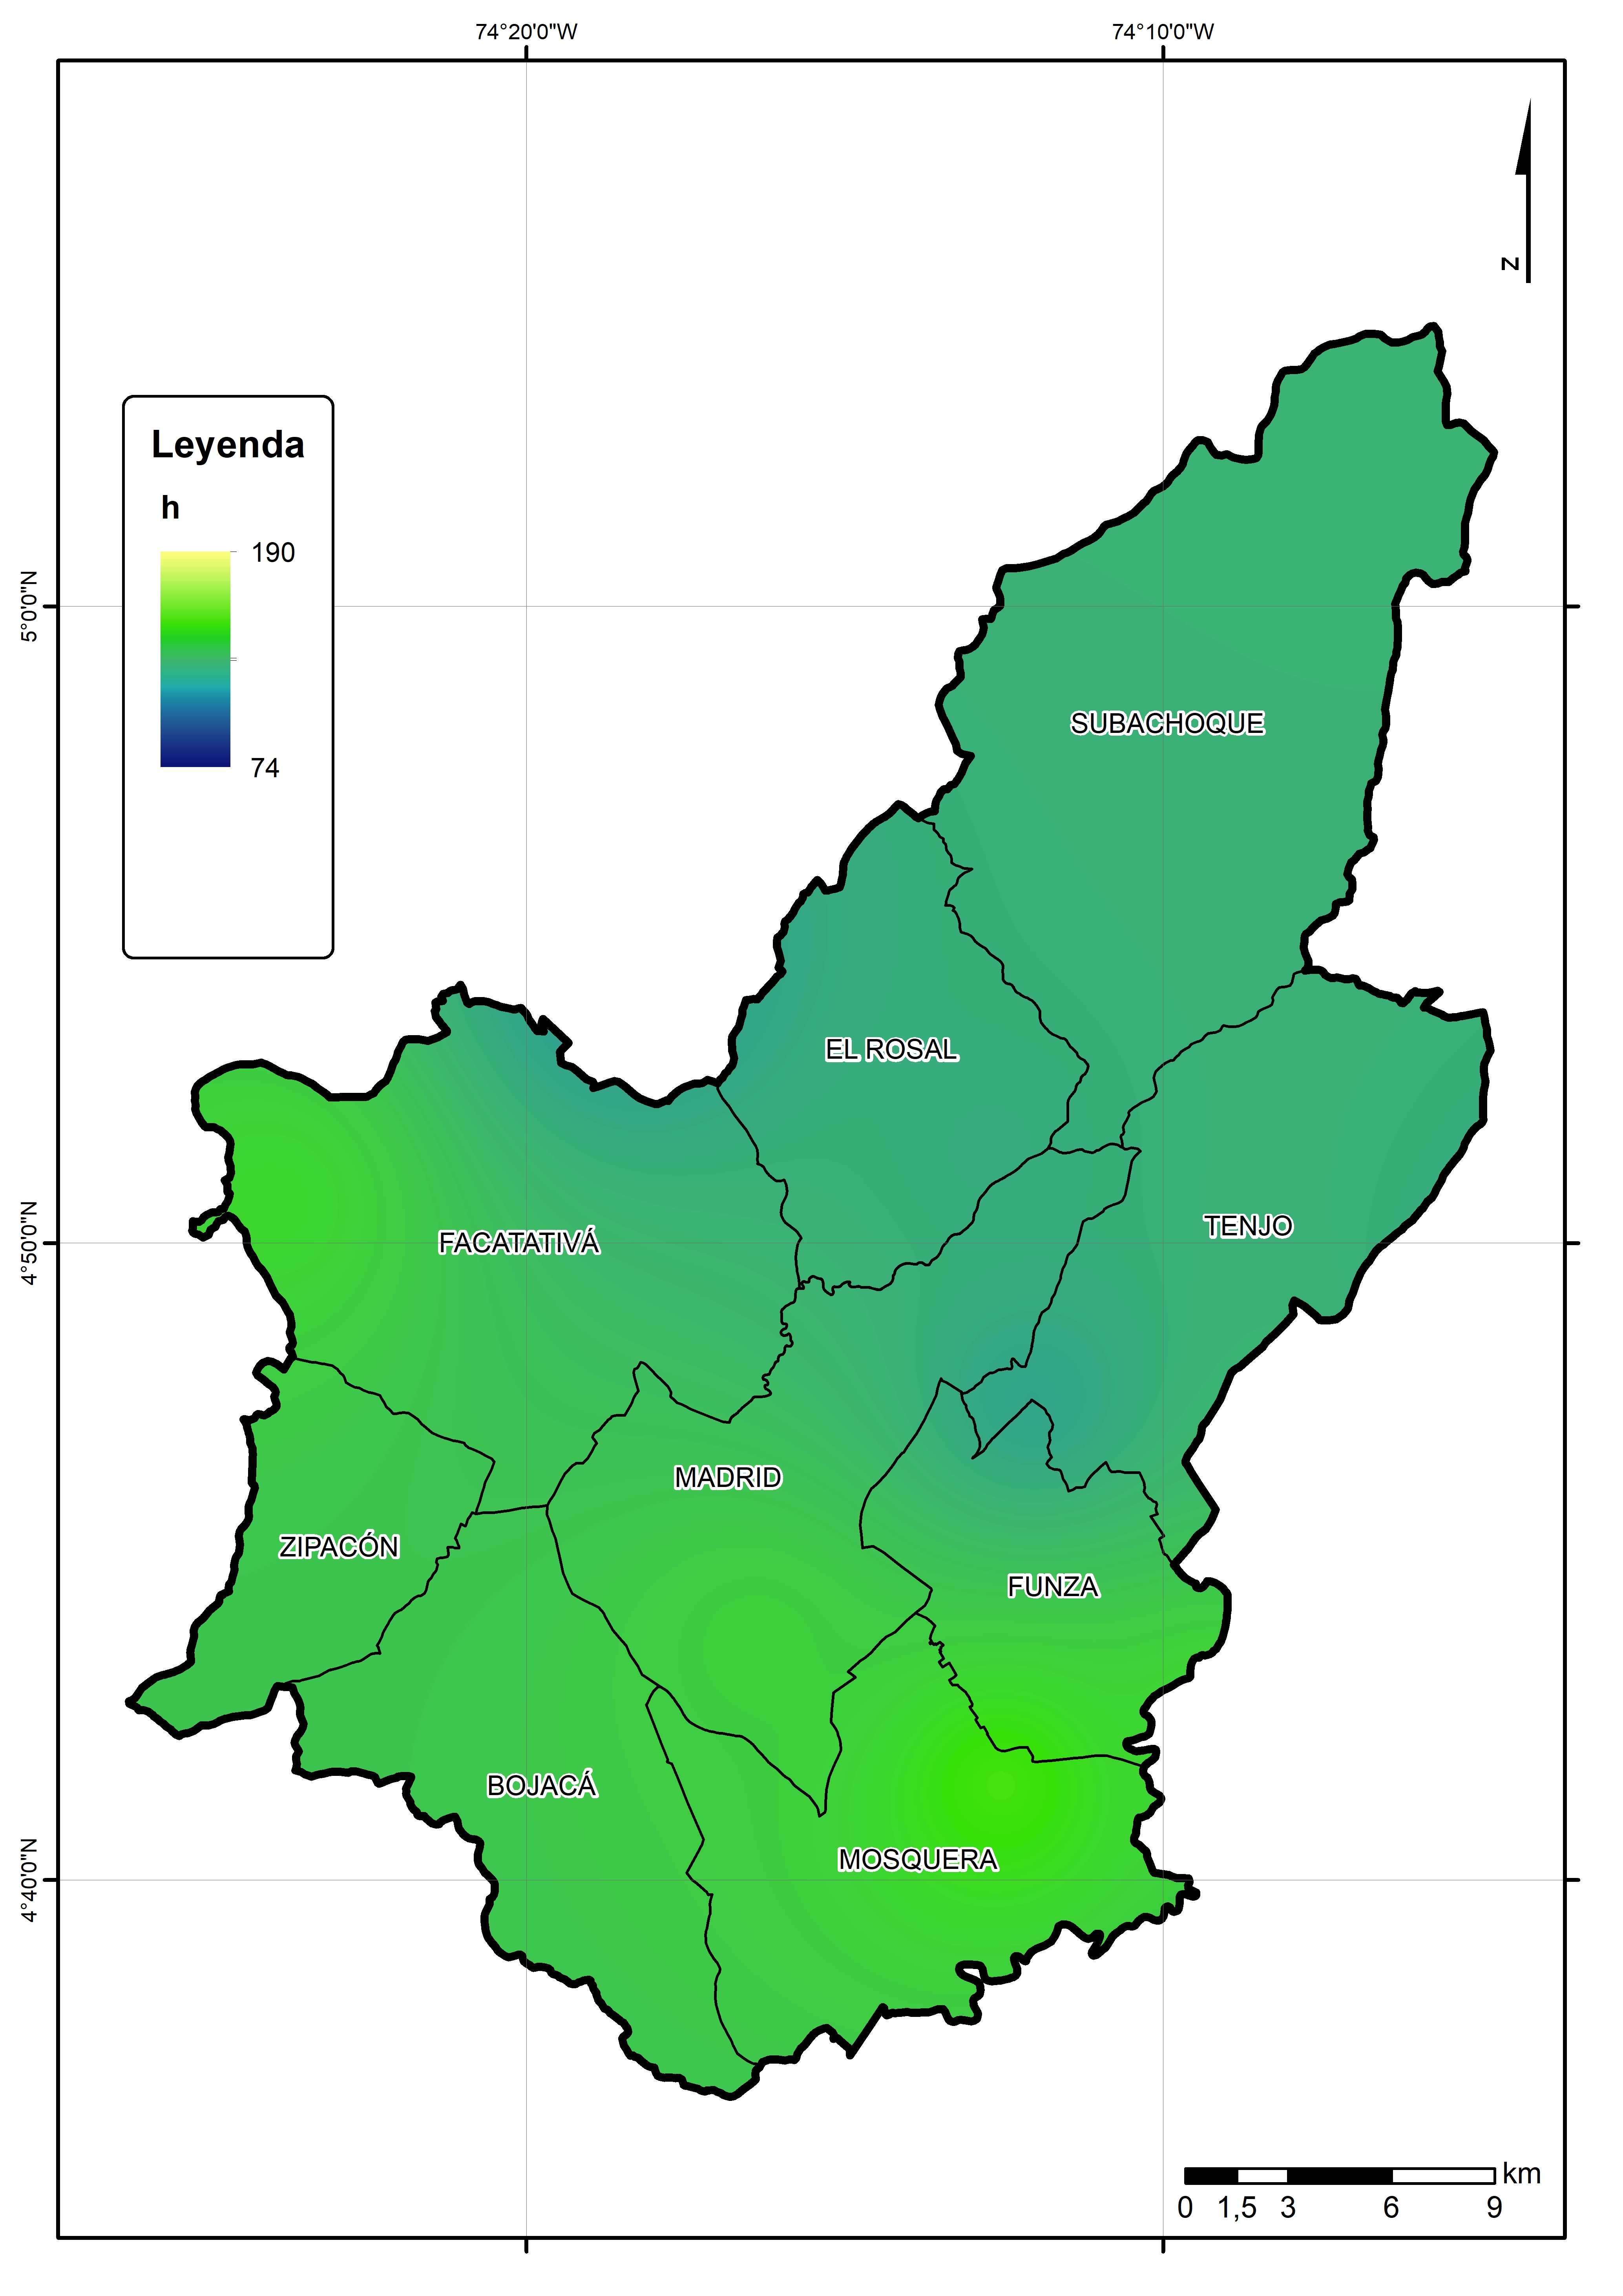 74°20'0"W
74°10'0"W
N
Leyenda
h
190
74
5°0'0"N
SUBACHOQUE
EL ROSAL
TENJO
4°50'0"N
FACATATIVÁ
MADRID
ZIPACÓN
FUNZA
BOJACÁ
MOSQUERA
4°40'0"N
km
0 1,5 3 6 9